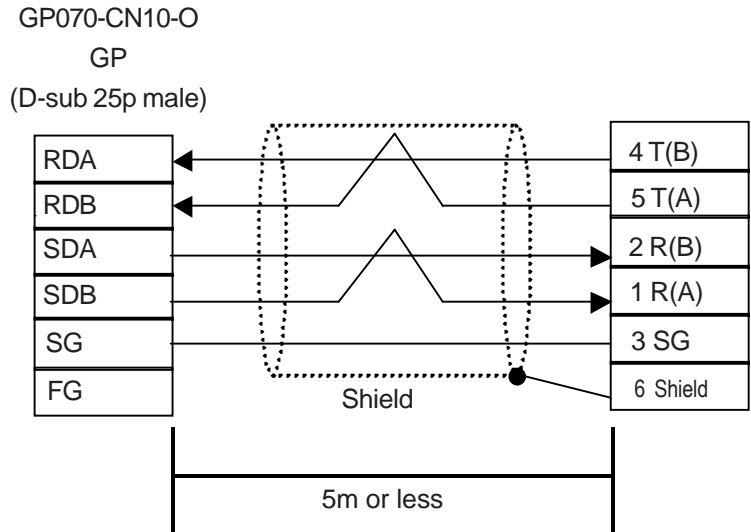 GP070-CN10-O
GP
(D-sub 25p male)
RDA
4 T(B)
RDB
5 T(A)
SDA
2 R(B)
SDB
1 R(A)
SG
3 SG
FG
6 Shield
Shield
5m or less